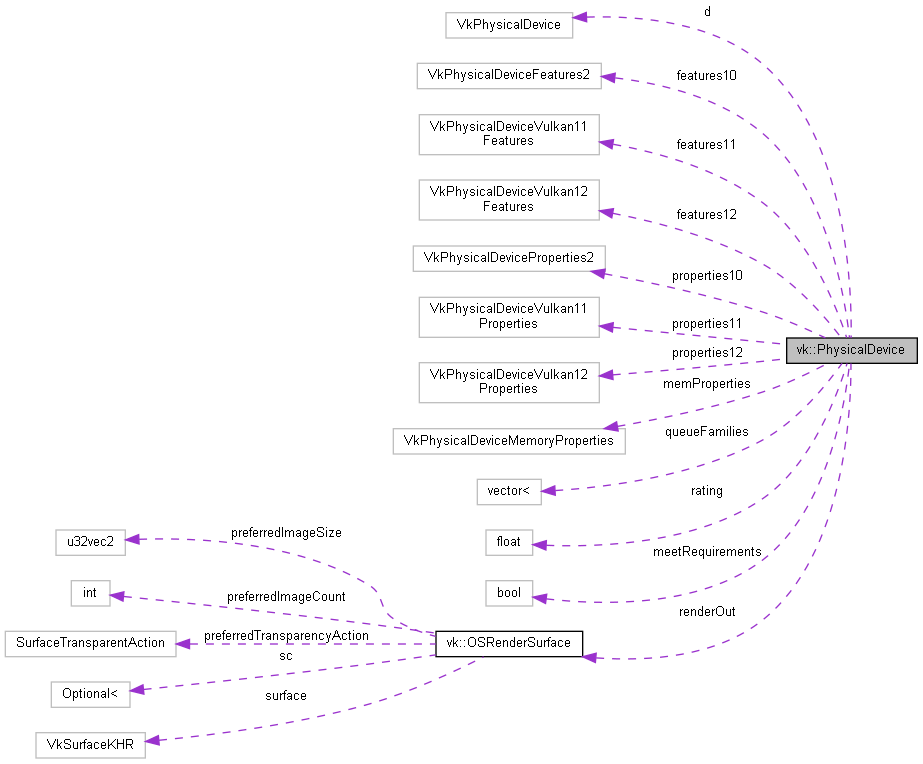 d
VkPhysicalDevice
features10
VkPhysicalDeviceFeatures2
VkPhysicalDeviceVulkan11
Features
features11
VkPhysicalDeviceVulkan12
Features
features12
VkPhysicalDeviceProperties2
properties10
VkPhysicalDeviceVulkan11
Properties
properties11
vk::PhysicalDevice
properties12
VkPhysicalDeviceVulkan12
Properties
memProperties
queueFamilies
VkPhysicalDeviceMemoryProperties
vector<
rating
float
preferredImageSize
u32vec2
meetRequirements
bool
int
preferredImageCount
renderOut
preferredTransparencyAction
SurfaceTransparentAction
vk::OSRenderSurface
sc
Optional<
surface
VkSurfaceKHR